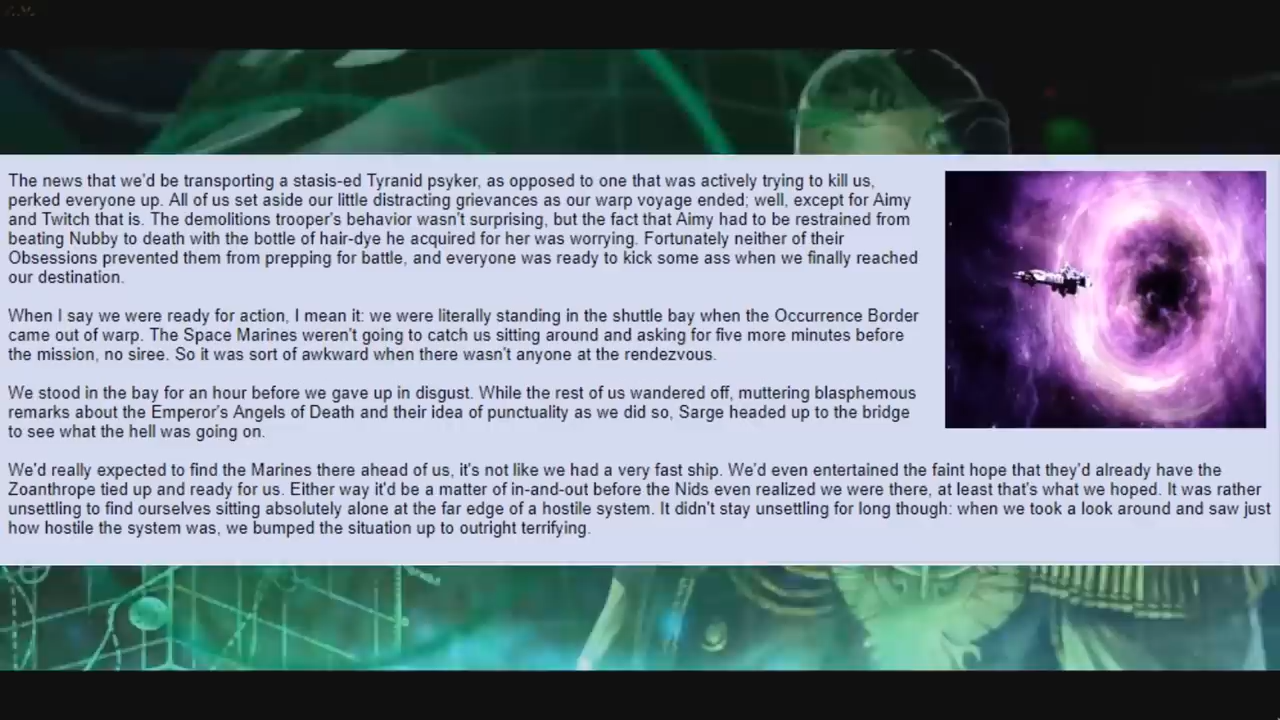 The news that we'd be transporting a stasis-ed Tyranid psyker, as opposed to one that was actively trying to kill us,
perked everyone up. All of us set aside our little distracting grievances as our warp voyage ended; well, except for Aimy
and Twitch that is. The demolitions trooper's behavior wasn't surprising, but the fact that Aimy had to be restrained from
beating Nubby to death with the bottle of hair-dye he acquired for her was worrying. Fortunately neither of their
Obsessions prevented them from prepping for battle, and everyone was ready to kick some ass when we finally reached
our destination.
When I say we were ready for action, I mean it: we were literally standing in the shuttle bay when the Occurrence Border
came out of warp. The Space Marines weren't going to catch us sitting around and asking for five more minutes before
the mission, no siree. So it was sort of awkward when there wasn't anyone at the rendezvous.
We stood in the bay for an hour before we gave up in disgust. While the rest of us wandered off, muttering blasphemous
remarks about the Emperor's Angels of Death and their idea of punctuality as we did so, Sarge headed up to the bridge
to see what the hell was going on.
We'd really expected to find the Marines there ahead of us, it's not like we had a very fast ship. We'd even entertained the faint hope that they'd already have the
Zoanthrope tied up and ready for us. Either way it'd be a matter of in-and-out before the Nids even realized we were there, at least that's what we hoped. It was rather
unsettling to find ourselves sitting absolutely alone at the far edge of a hostile system. It didn't stay unsettling for long though: when we took a look around and saw just
how hostile the system was, we bumped the situation up to outright terrifying.